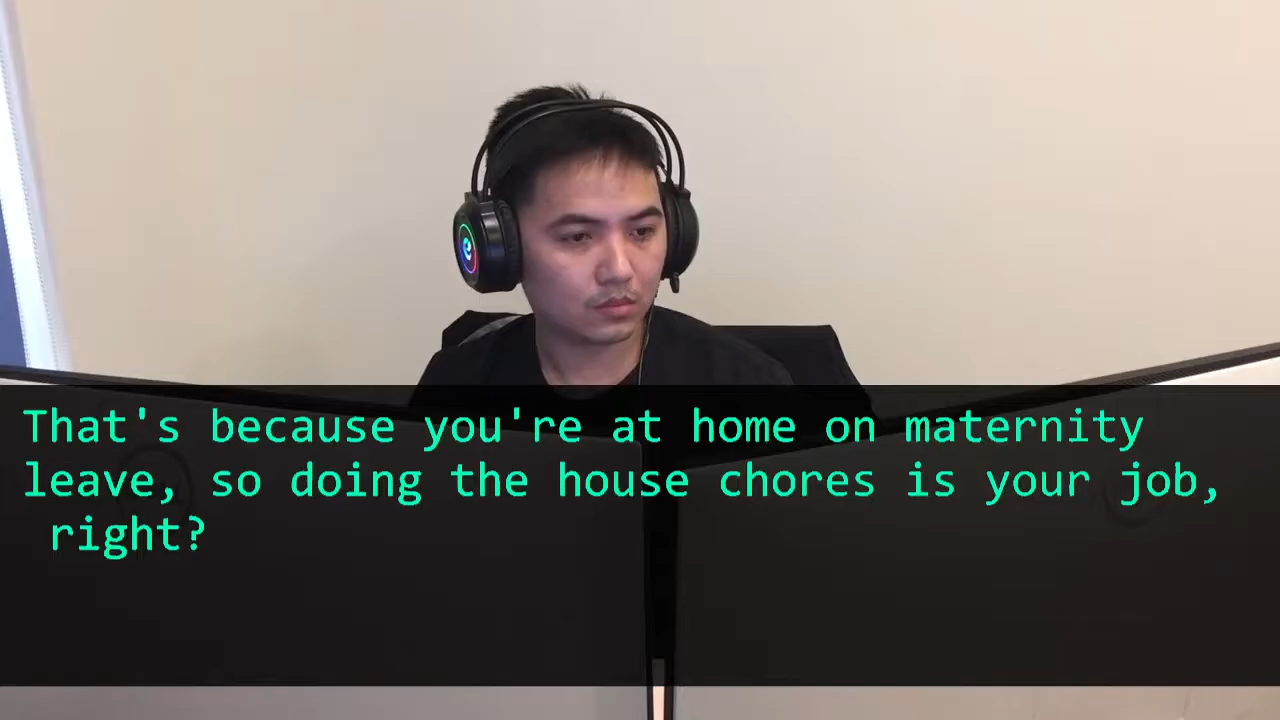 That's because you're at home on maternity
leave, so doing the house chores is your job,
right?